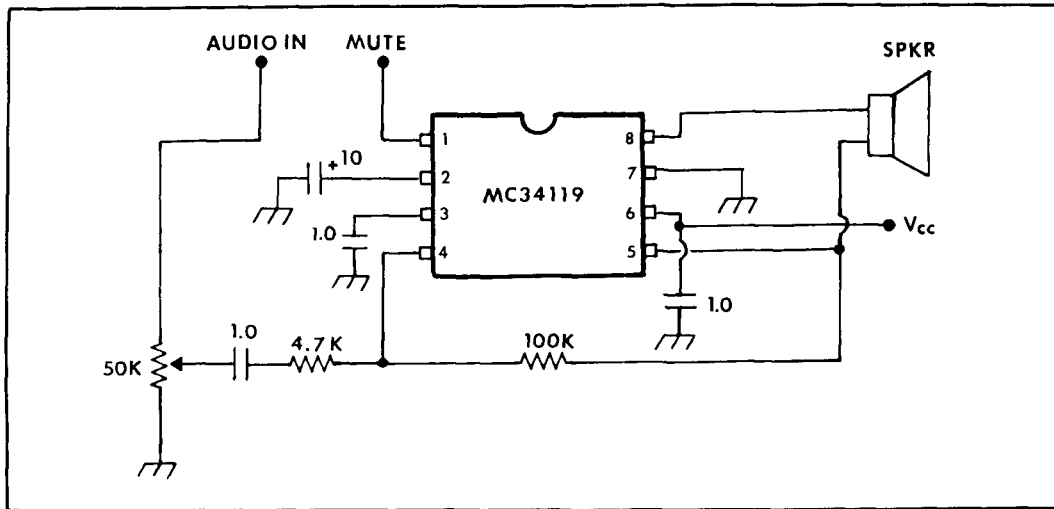 AUDIO IN MUTE SPKR
1 8
+10
2 7
MC34119
3 6
1.0
Vcc
4 5
1.0
1.0 4.7K 100K
50K